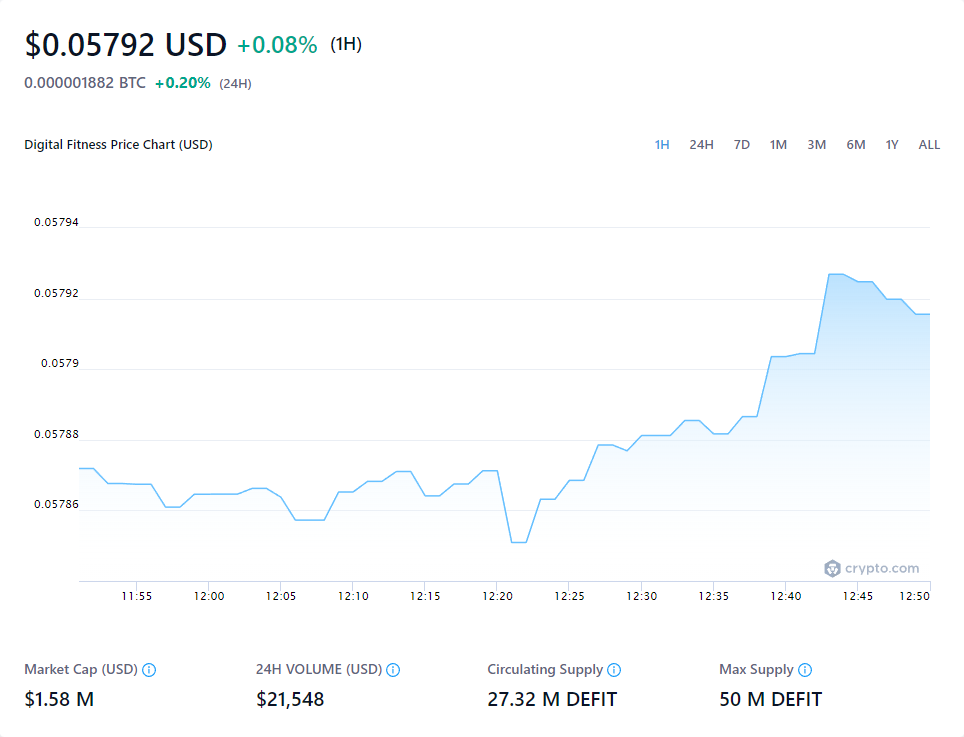 $0.05792 USD +0.08% (1H)
0.000001882 BTC +0.20% (24H)
Digital Fitness Price Chart (USD) 1H 24H 7D 1M 3M 6M 1Y ALL
0.05794
0.05792
0.0579
0.05788
0.05786
crypto.com
11:55 12:00 12:05 12:10 12:15 12:20 12:25 12:30 12:35 12:40 12:45 12:50
Market Cap (USD) 24H VOLUME (USD) Circulating Supply Max Supply
$1.58 M $21,548 27.32 M DEFIT 50 M DEFIT